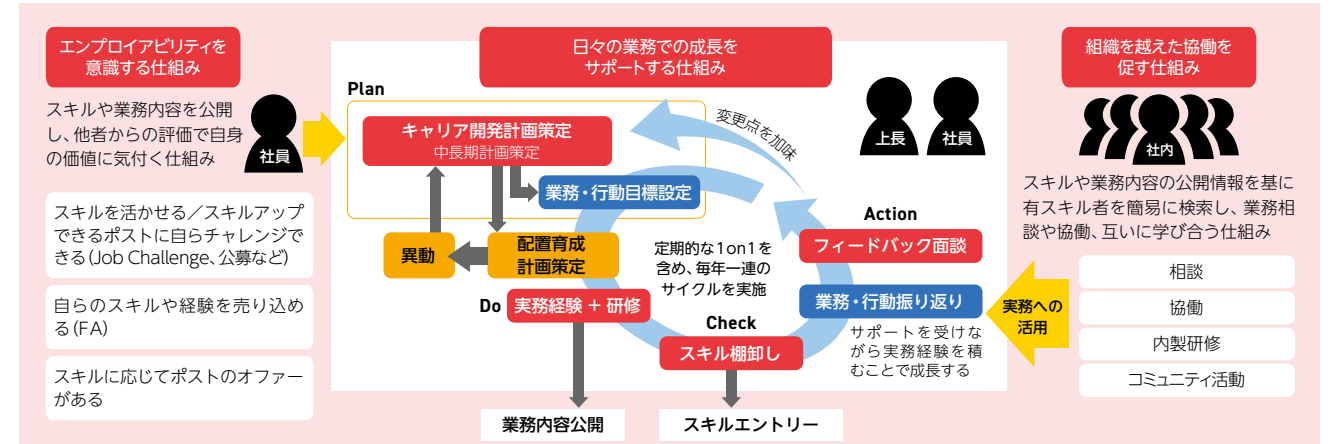 エンプロイアビリティを
意識する仕組み
スキルや業務内容を公開
し、他者からの評価で自身
の価値に気付く仕組み
社員
スキルを活かせる／スキルアップ
できるポストに自らチャレンジで
きる(Job Challenge、公募など)
自らのスキルや経験を売り込め
る(FA)
スキルに応じてポストのオファー
がある
日々の業務での成長を
サポートする仕組み
Plan
キャリア開発計画策定
中長期計画策定
業務・行動目標設定
異動
配置育成
計画策定
変更点を加味
上長
社員
定期的な1on1を
含め、毎年一連の
サイクルを実施
Do
実務経験 + 研修
Check
スキル棚卸し
Action
フィードバック面談
業務・行動振り返り
サポートを受けな
がら実務経験を積
むことで成長する
業務内容公開
スキルエントリー
組織を越えた協働を
促す仕組み
社内
スキルや業務内容の公開情報を基に
有スキル者を簡易に検索し、業務相
談や協働、互いに学び合う仕組み
実務への
活用
相談
協働
内製研修
コミュニティ活動